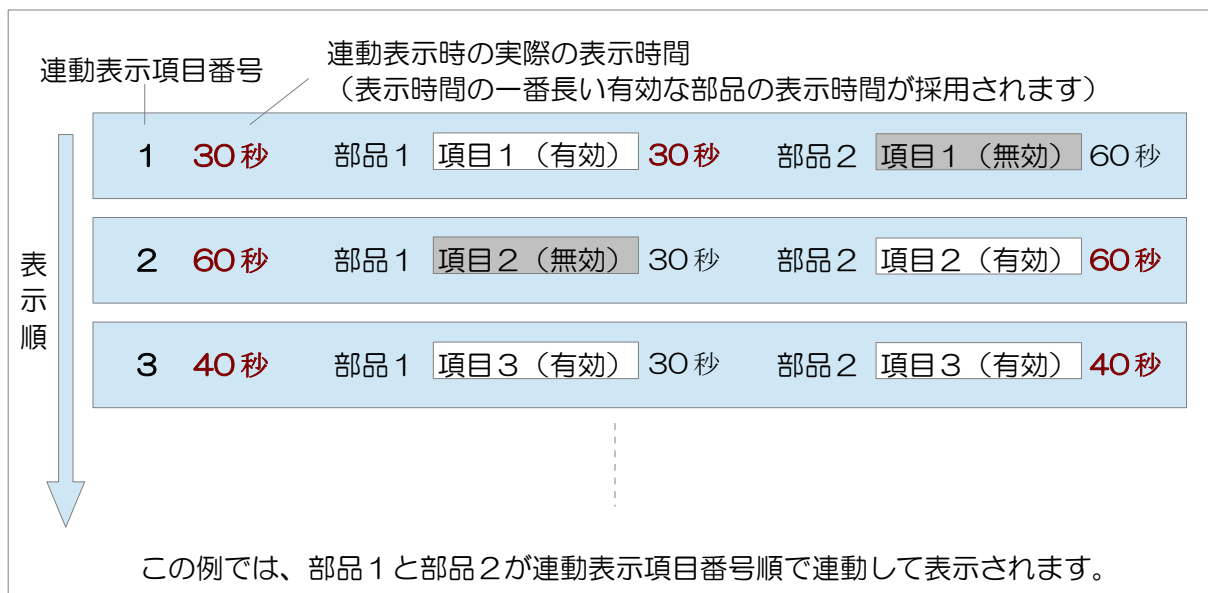 連動表示項目番号
連動表示時の実際の表示時間
（表示時間の一番長い有効な部品の表示時間が採用されます）
1 30秒 部品1 項目1（有効） 30秒 部品2 項目1（無効） 60秒
2 60秒 部品1 項目2（無効） 30秒 部品2 項目2（有効） 60秒
3 40秒 部品1 項目3（有効） 30秒 部品2 項目3（有効） 40秒
表示順
この例では、部品1と部品2が連動表示項目番号順で連動して表示されます。